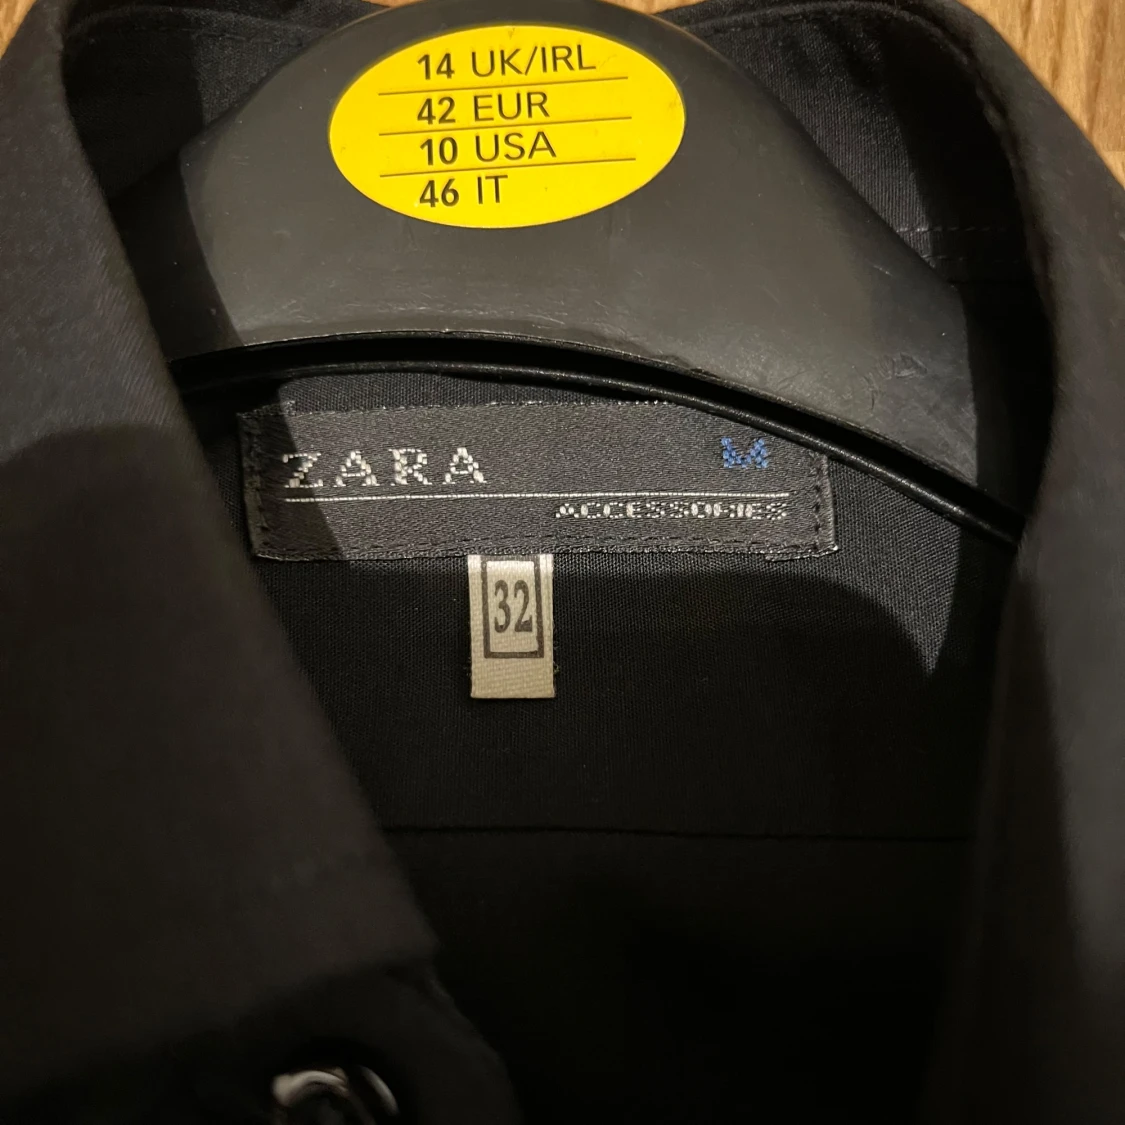 14 UK/IRL
42 EUR
10 USA
46 IT
ZARA M
ACCESSORIES
32